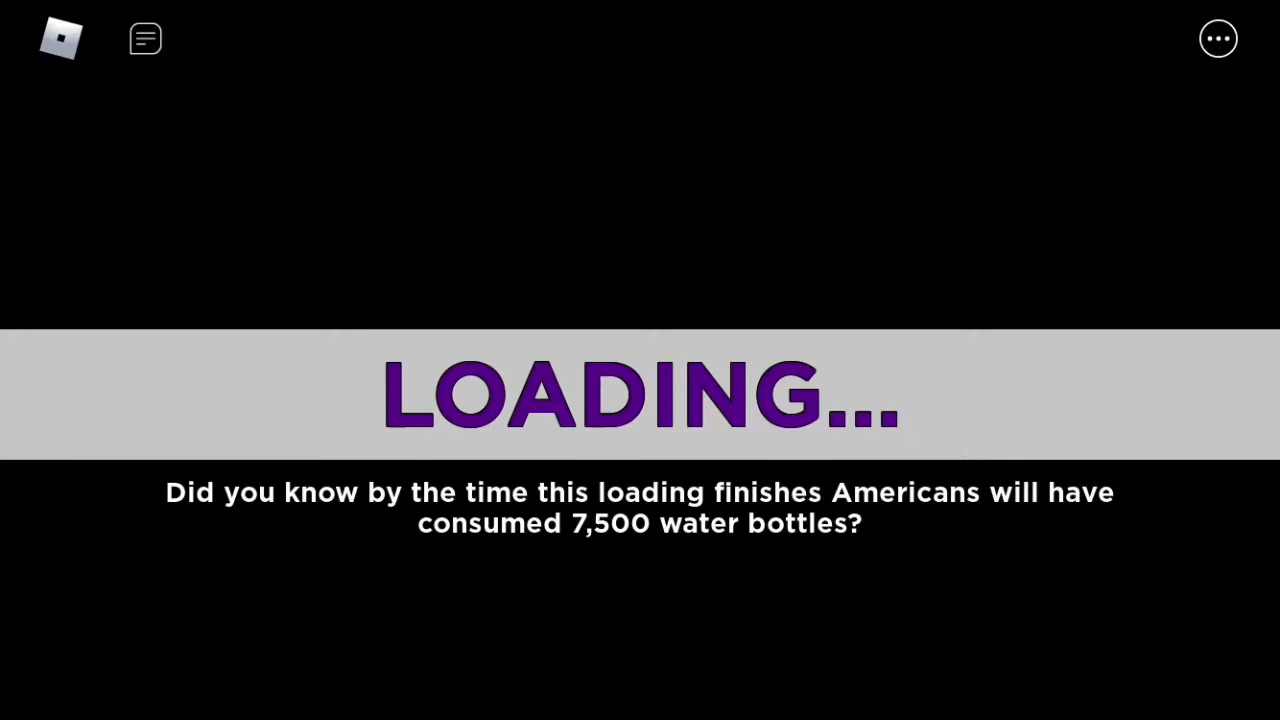 LOADING...
Did you know by the time this loading finishes Americans will have
consumed 7,500 water bottles?